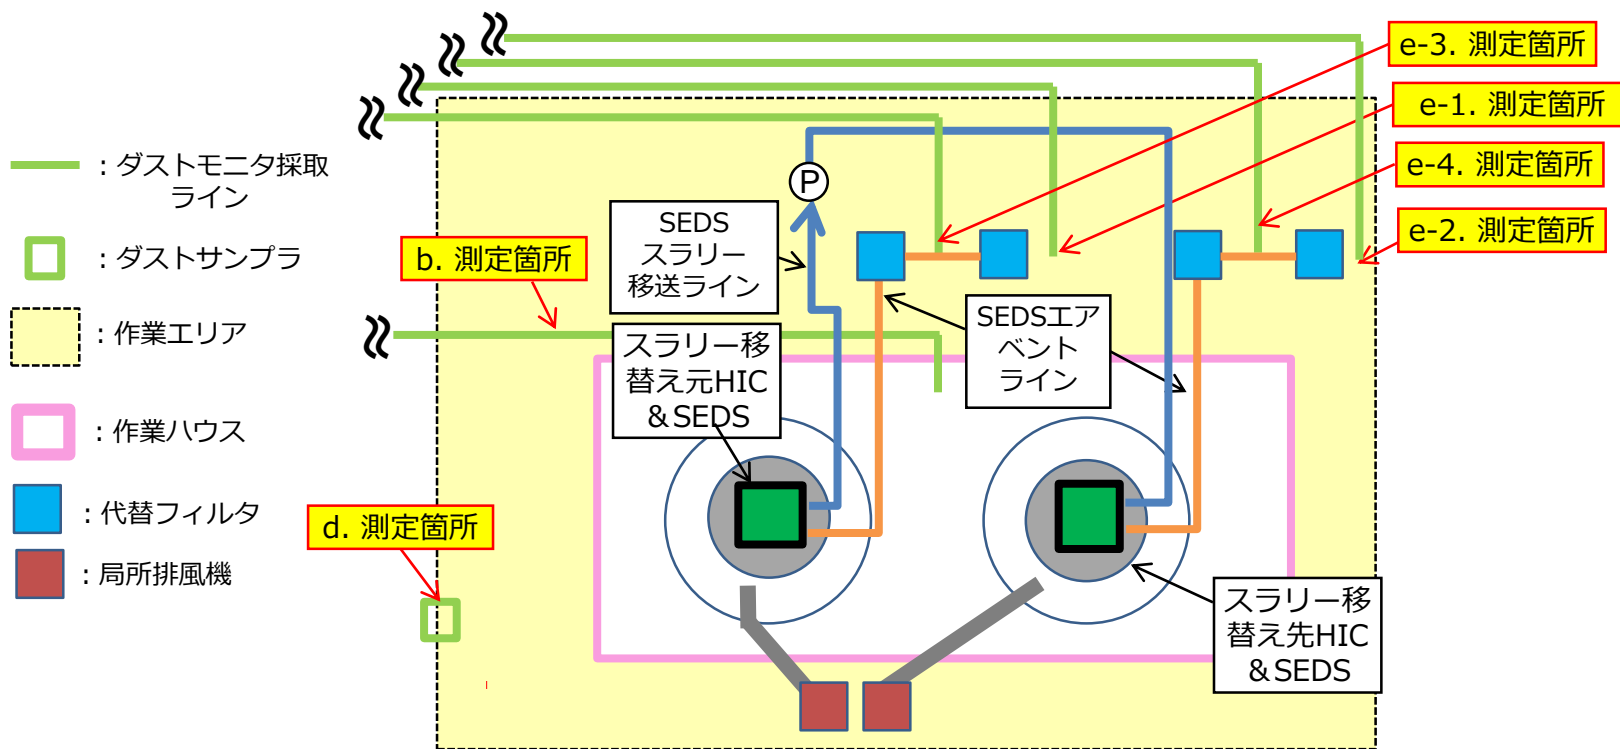 ：ダストモニタ採取
ライン
：ダストサンプラ
：作業エリア
：作業ハウス
：代替フィルタ
：局所排風機
e-3. 測定箇所
e-1. 測定箇所
e-4. 測定箇所
e-2. 測定箇所
b. 測定箇所
d. 測定箇所
P
SEDS
スラリー
移送ライン
SEDSエア
ベント
ライン
スラリー移
替え元HIC
＆SEDS
スラリー移
替え先HIC
＆SEDS